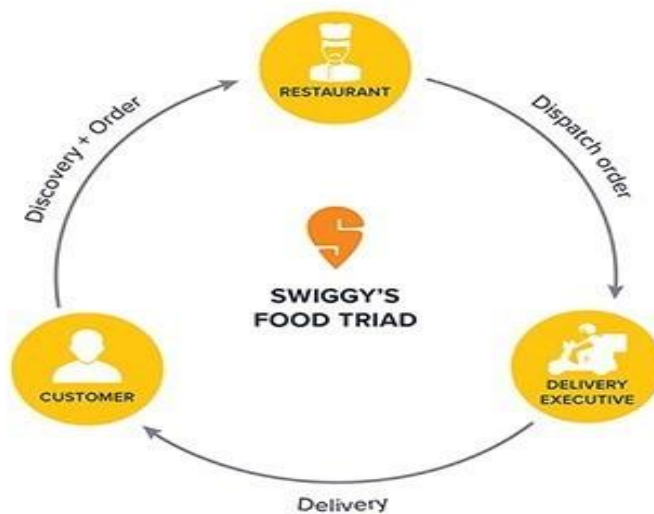 RESTAURANT
Discovery + Order
Dispatch order
SWIGGY'S
FOOD TRIAD
CUSTOMER
DELIVERY
EXECUTIVE
Delivery